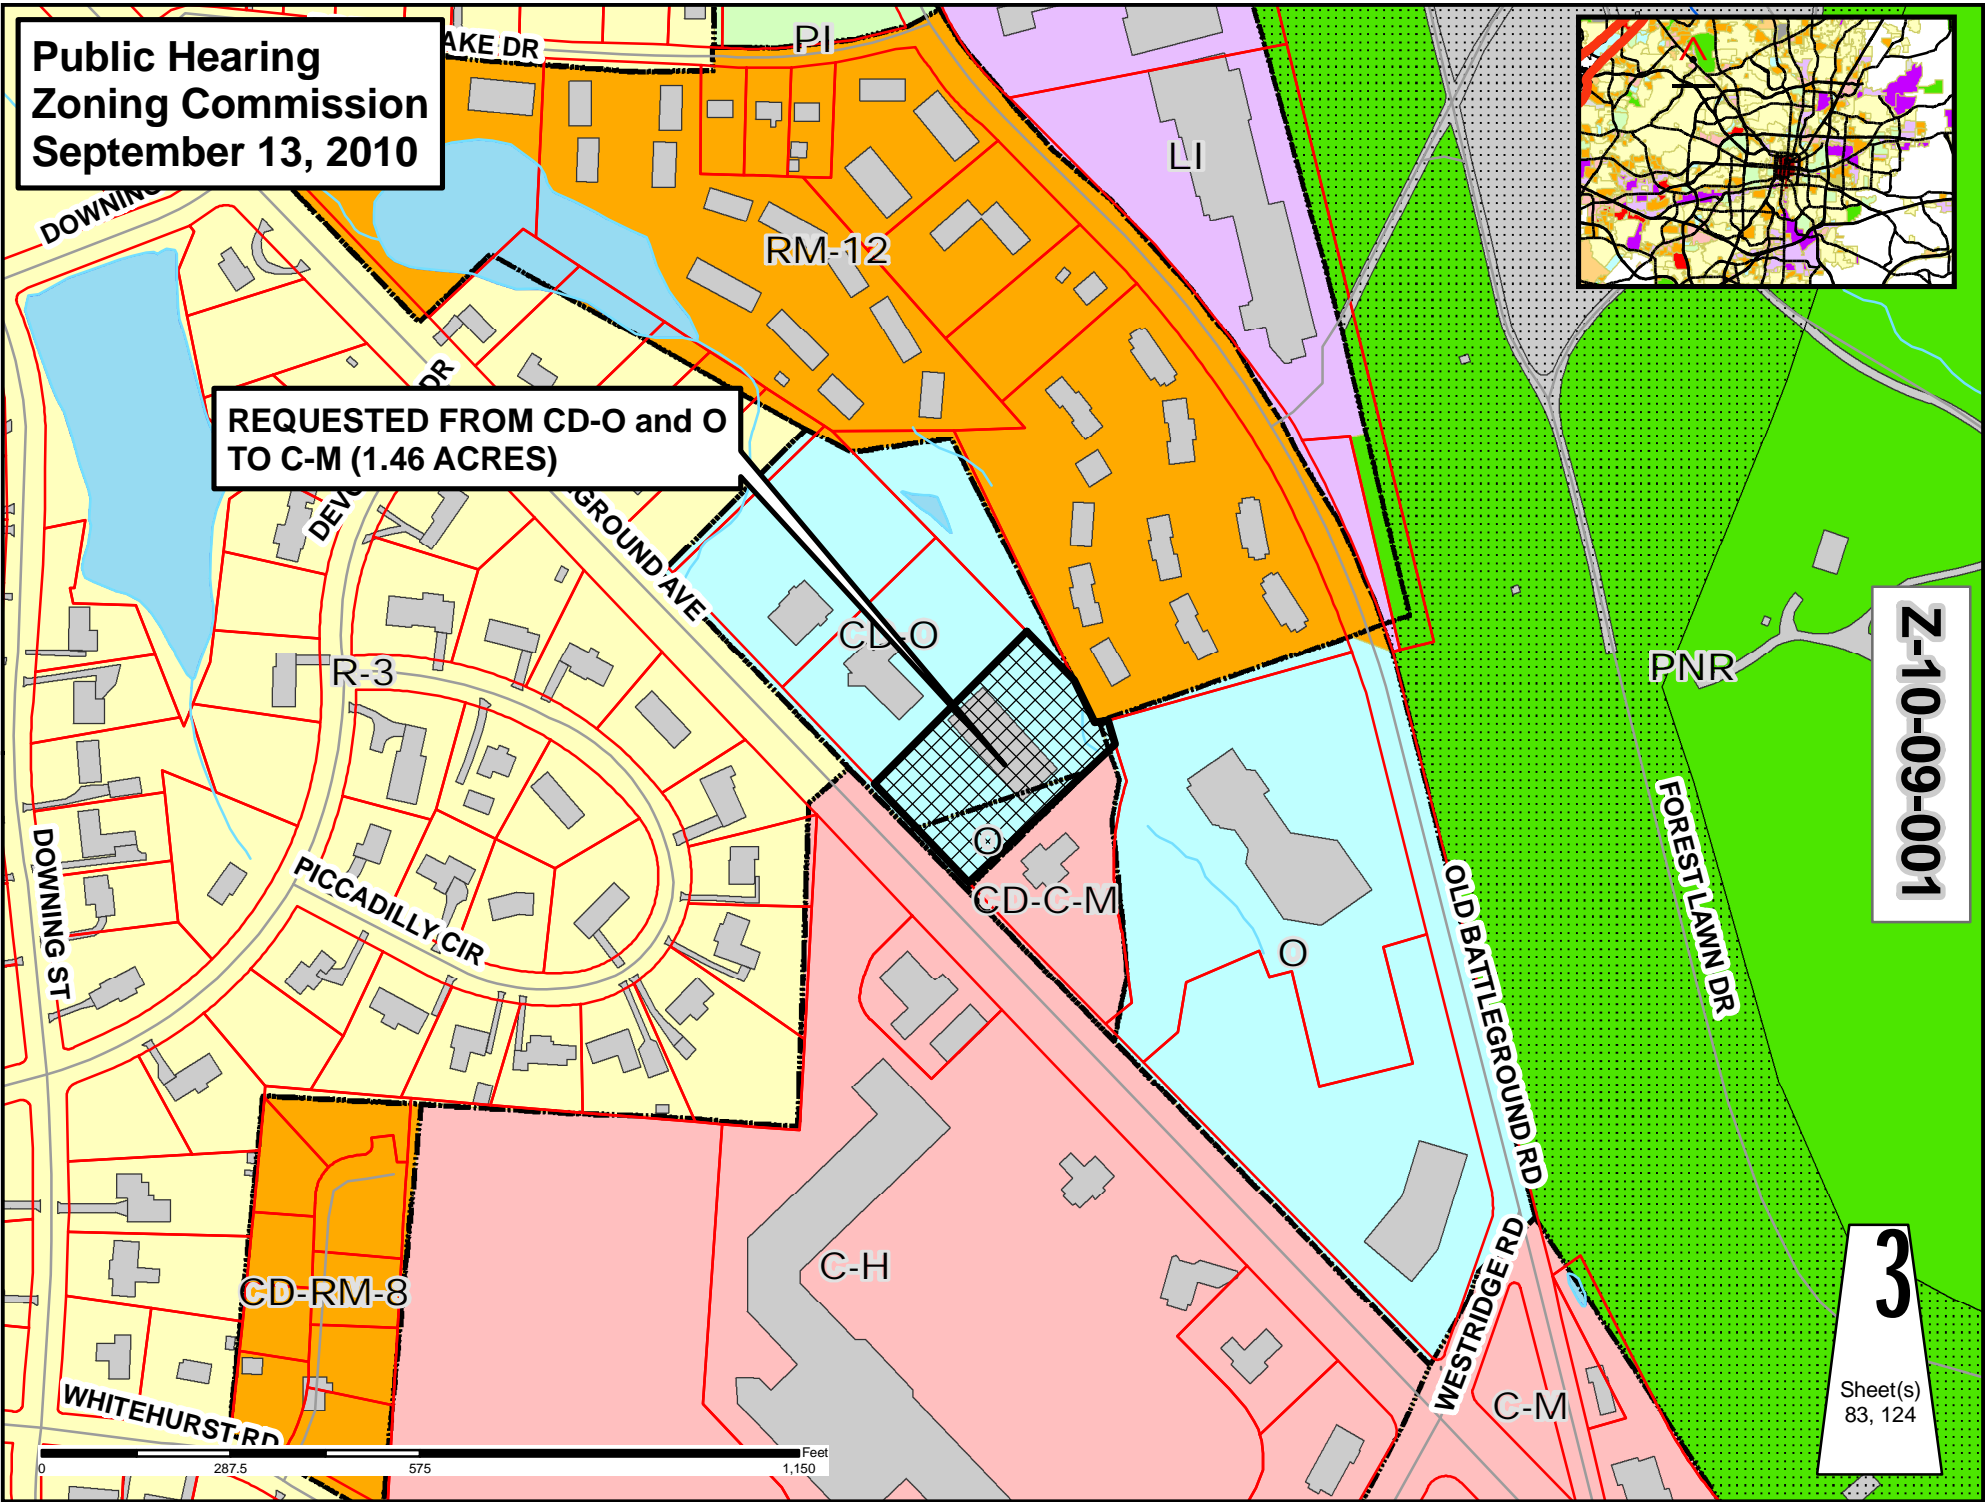 Public Hearing
Zoning Commission
September 13, 2010
AKE DR
PI
LI
RM-12
DOWNING
DR
REQUESTED FROM CD-O and O
TO C-M (1.46 ACRES)
GROUND AVE
CD-O
R-3
PNR
Z-10-09-001
FOREST LAWN DR
O
CD-C-M
O
OLD BATTLEGROUND RD
DOWNING ST
PICCADILLY CIR
C-H
CD-RM-8
WESTRIDGE RD
C-M
WHITEHURST RD
3
Sheet(s)
83, 124
Feet
0 287.5 575 1,150